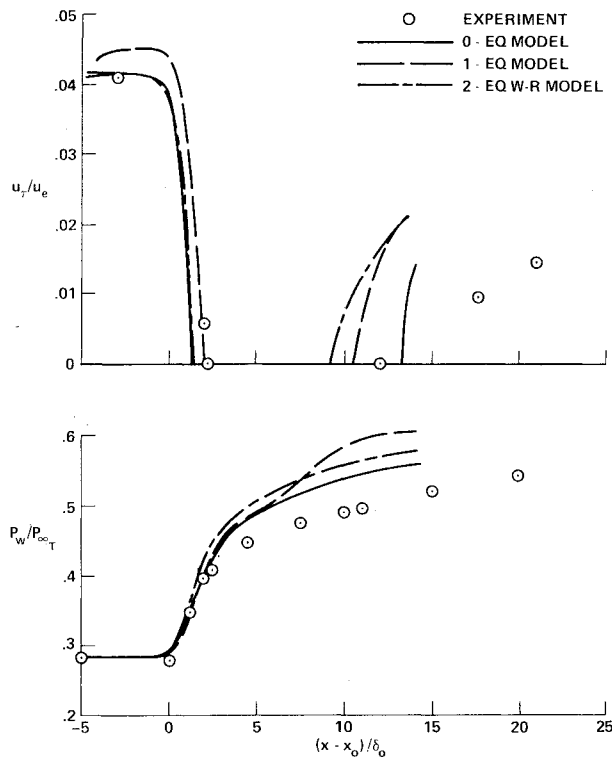 EXPERIMENT
0 - EQ MODEL
1 - EQ MODEL
2 - EQ W-R MODEL
.05
.04
.03
u_τ/u_e
.02
.01
0
.6
.5
P_w/P_∞T
.4
.3
.2
-5 0 5 10 15 20 25
(x - x_o)/δ_o